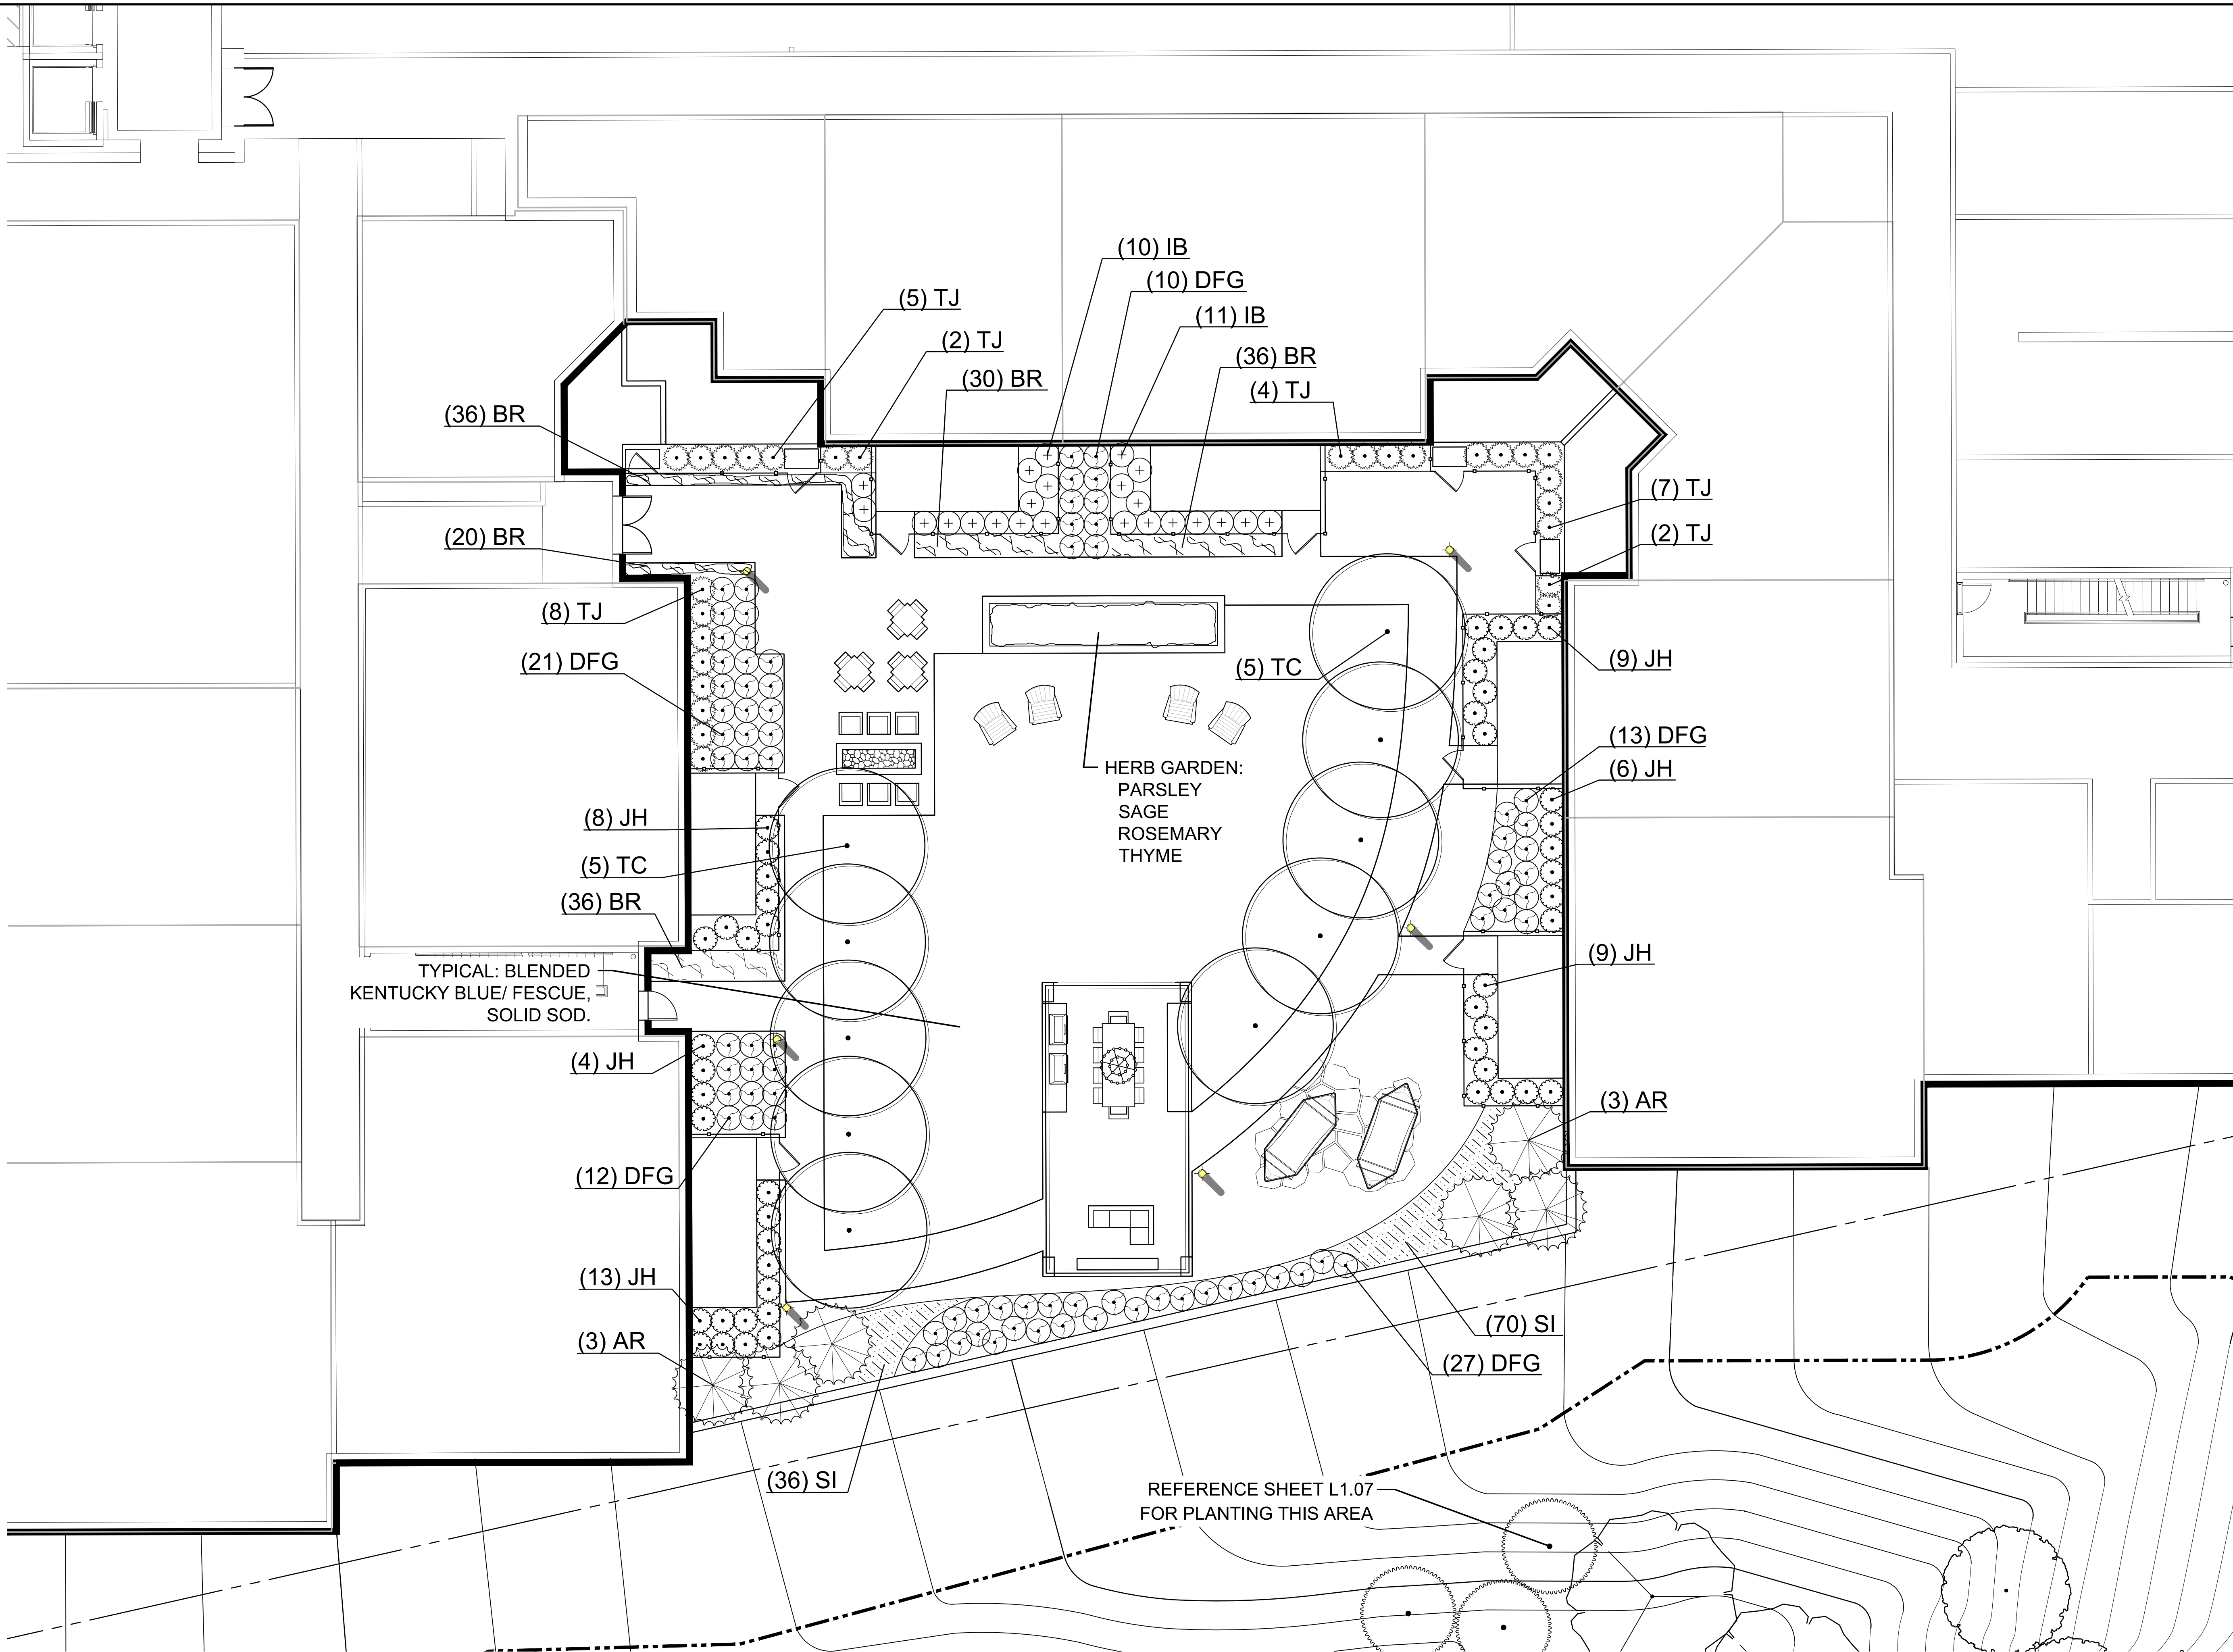 (10) IB
(10) DFG
(5) TJ
(11) IB
(2) TJ
(36) BR
(30) BR
(4) TJ
(36) BR
(7) TJ
(20) BR
(2) TJ
(8) TJ
(21) DFG
(9) JH
(5) TC
(13) DFG
(6) JH
HERB GARDEN:
PARSLEY
SAGE
ROSEMARY
THYME
(8) JH
(5) TC
(36) BR
(9) JH
TYPICAL: BLENDED
KENTUCKY BLUE/ FESCUE,
SOLID SOD.
(4) JH
(3) AR
(12) DFG
(13) JH
(3) AR
(70) SI
(27) DFG
(36) SI
REFERENCE SHEET L1.07
FOR PLANTING THIS AREA